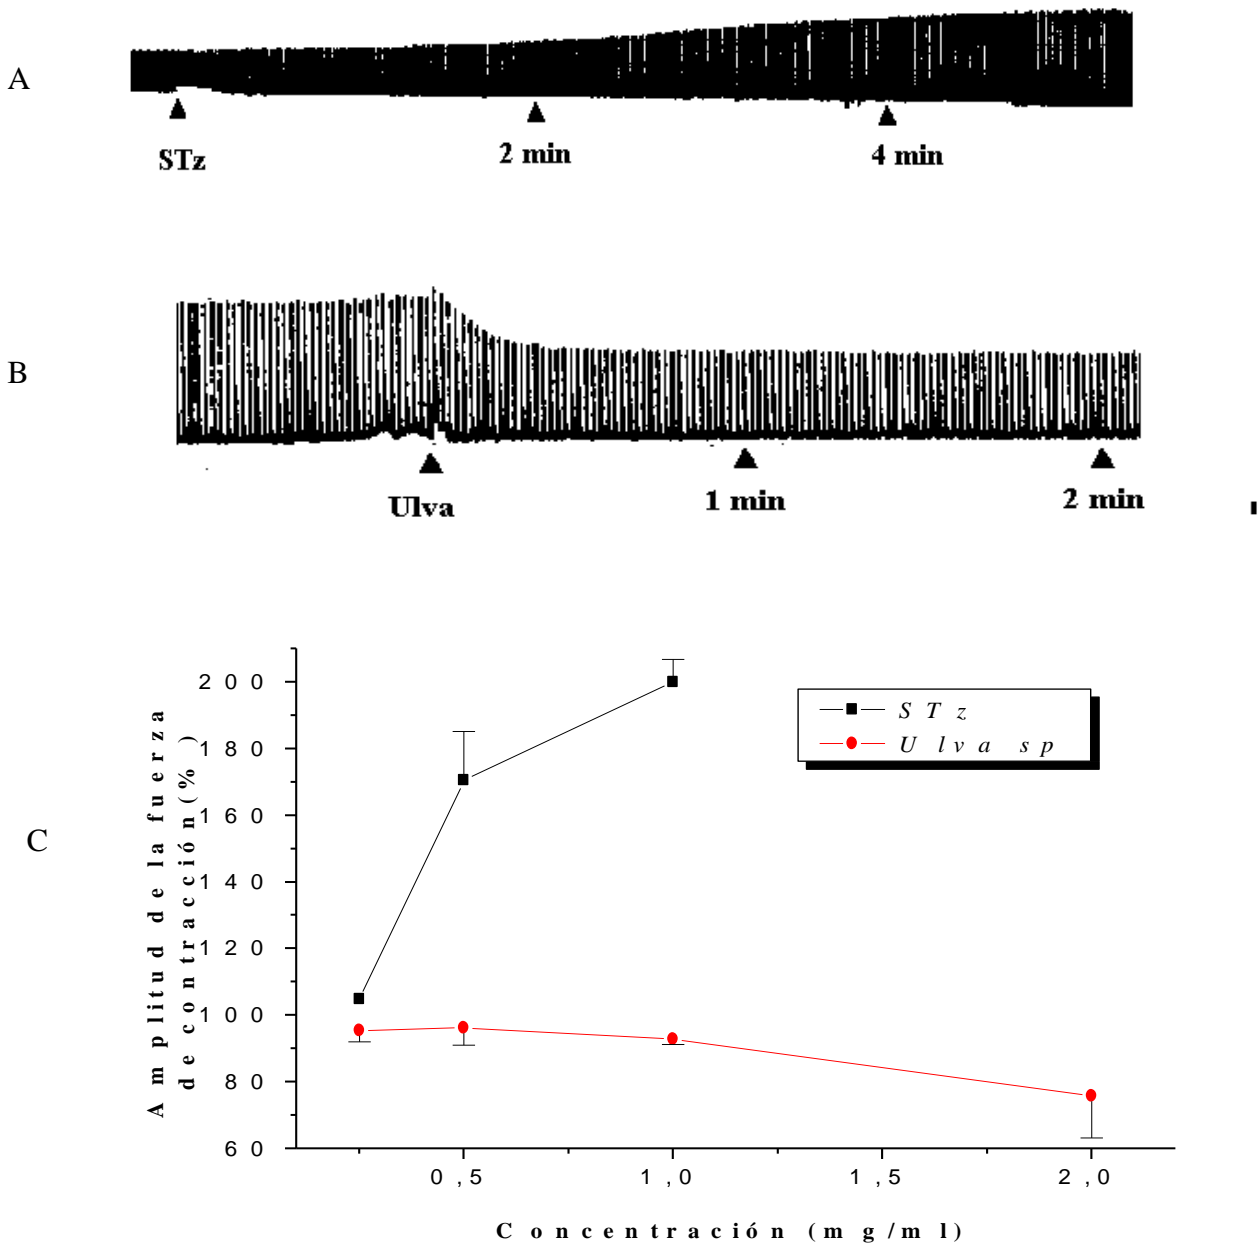 A
STz
2 min
4 min
B
Ulva
1 min
2 min
C
Amplitud de la fuerza
de contracción(%)
200
180
160
140
120
100
80
60
STz
Ulva sp
0,5
1,0
1,5
2,0
Concentración (mg/ml)